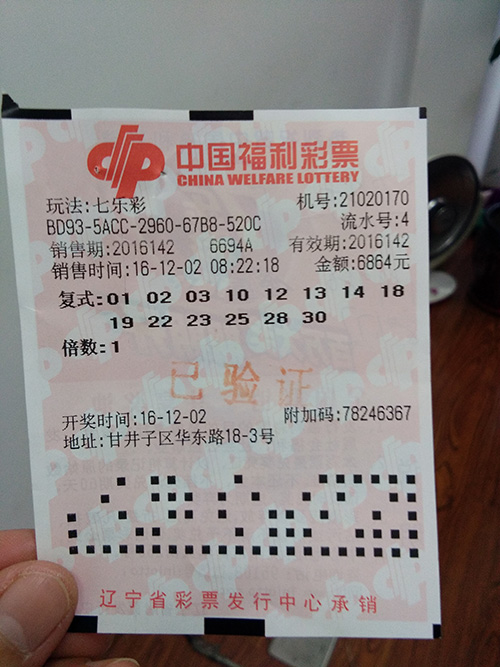 中国福利彩票
CHINA WELFARE LOTTERY
玩法:七乐彩 机号:21020170
BD93-5ACC-2960-67B8-520C 流水号:4
销售期:2016142 6694A 有效期:2016142
销售时间:16-12-02 08:22:18 金额:6864元
复式:01 02 03 10 12 13 14 18
19 22 23 25 28 30
倍数:1
已验证
开奖时间:16-12-02 附加码:78246367
地址:甘井子区华东路18-3号
辽宁省彩票发行中心承销